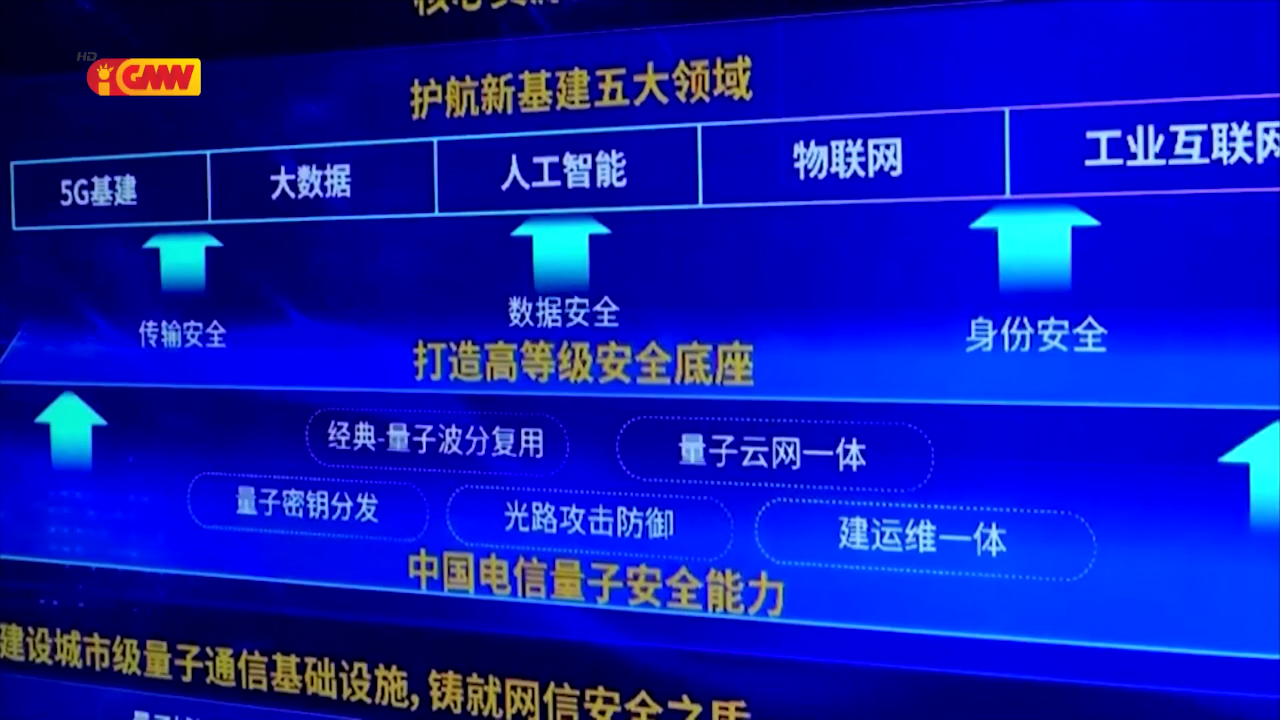 HD
iGMW
护航新基建五大领域
5G基建 大数据 人工智能 物联网 工业互联网
传输安全 数据安全 身份安全
打造高等级安全底座
经典-量子波分复用 量子云网一体
量子密钥分发 光路攻击防御 建运维一体
中国电信量子安全能力
建设城市级量子通信基础设施,铸就网信安全之盾